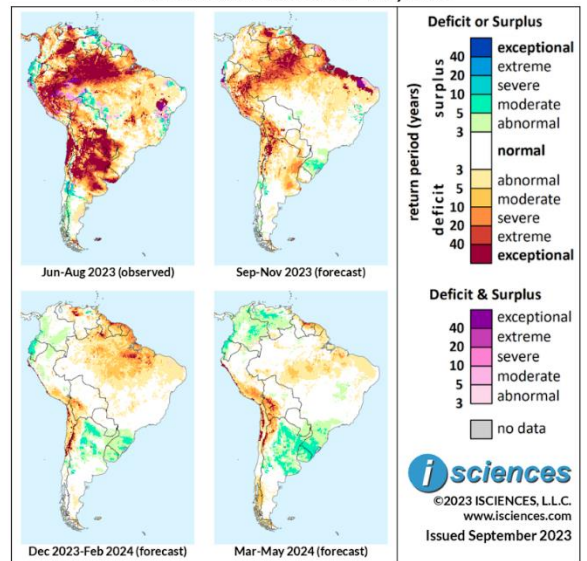 Jun-Aug 2023 (observed)
Sep-Nov 2023 (forecast)
Dec 2023-Feb 2024 (forecast)
Mar-May 2024 (forecast)
Deficit or Surplus
return period (years)
surplus
deficit
40
20
10
5
3
3
5
10
20
40
exceptional
extreme
severe
moderate
abnormal
normal
abnormal
moderate
severe
extreme
exceptional
Deficit & Surplus
40
20
10
5
3
exceptional
extreme
severe
moderate
abnormal
no data
i sciences
©2023 ISCIENCES, L.L.C.
www.isciences.com
Issued September 2023